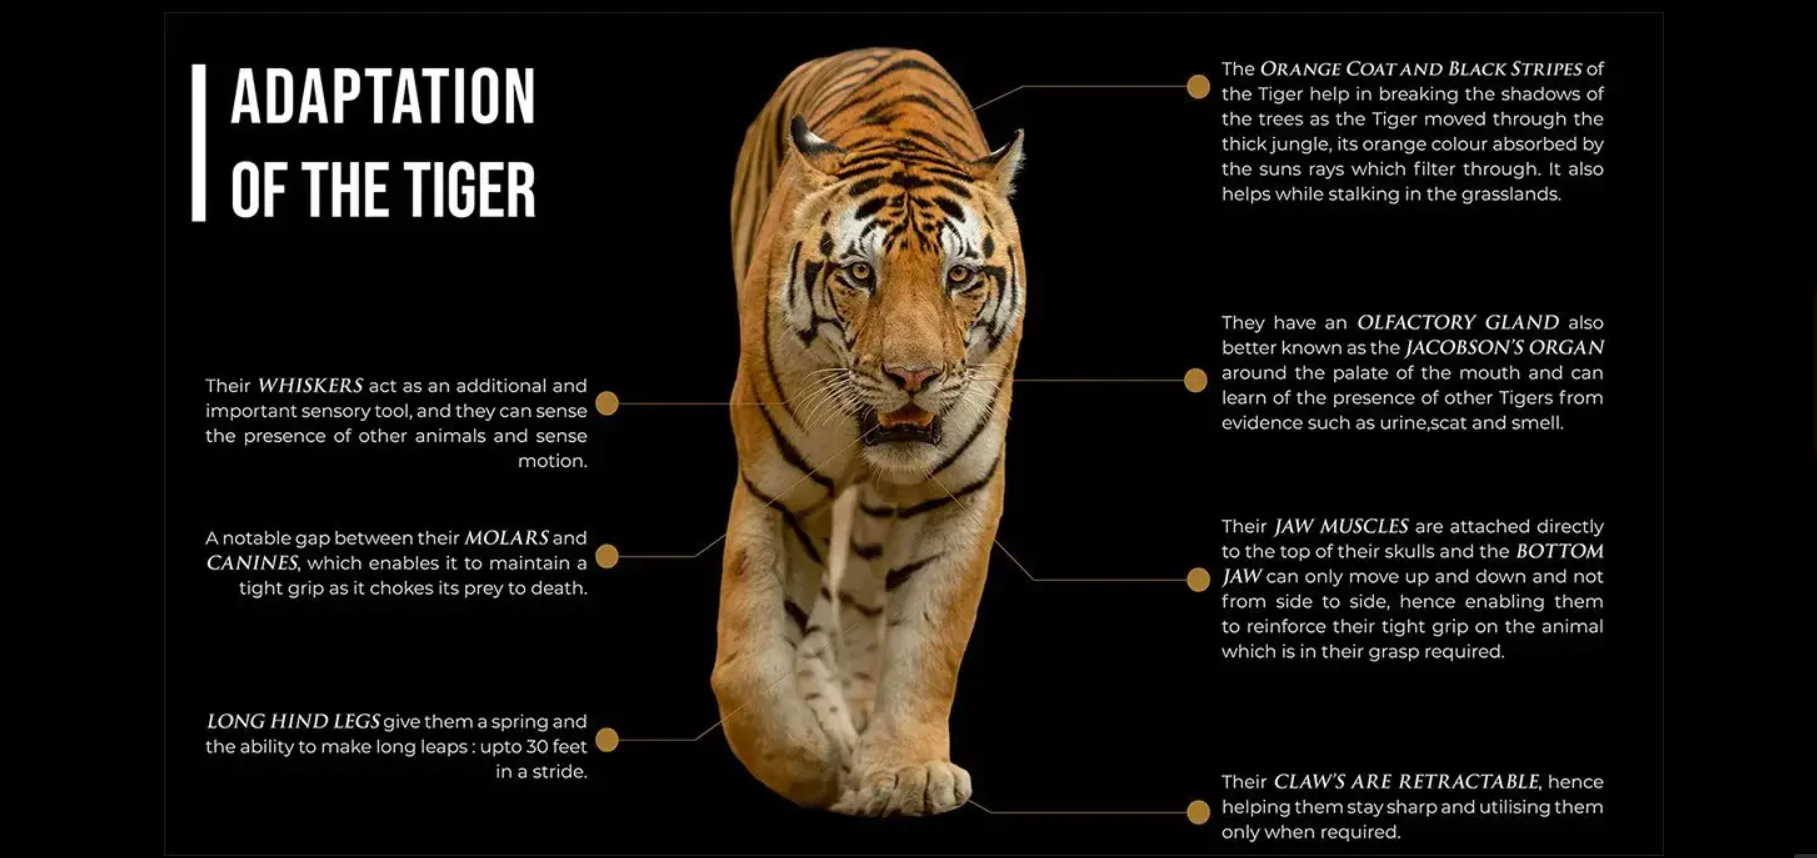 ADAPTATION
OF THE TIGER
Their WHISKERS act as an additional and
important sensory tool, and they can sense
the presence of other animals and sense
motion.
A notable gap between their MOLARS and
CANINES, which enables it to maintain a
tight grip as it chokes its prey to death.
LONG HIND LEGS give them a spring and
the ability to make long leaps : upto 30 feet
in a stride.
The ORANGE COAT AND BLACK STRIPES of
the Tiger help in breaking the shadows of
the trees as the Tiger moved through the
thick jungle, its orange colour absorbed by
the suns rays which filter through. It also
helps while stalking in the grasslands.
They have an OLFACTORY GLAND also
better known as the JACOBSON'S ORGAN
around the palate of the mouth and can
learn of the presence of other Tigers from
evidence such as urine,scat and smell.
Their JAW MUSCLES are attached directly
to the top of their skulls and the BOTTOM
JAW can only move up and down and not
from side to side, hence enabling them
to reinforce their tight grip on the animal
which is in their grasp required.
Their CLAW'S ARE RETRACTABLE, hence
helping them stay sharp and utilising them
only when required.